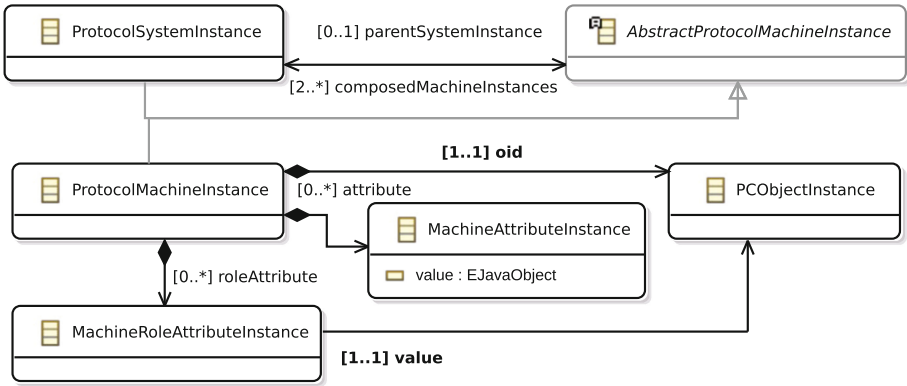 ProtocolSystemInstance
[0..1] parentSystemInstance
AbstractProtocolMachineInstance
[2..*] composedMachineInstances
[1..1] oid
ProtocolMachineInstance
[0..*] attribute
PCObjectInstance
MachineAttributeInstance
value : EJavaObject
[0..*] roleAttribute
MachineRoleAttributeInstance
[1..1] value